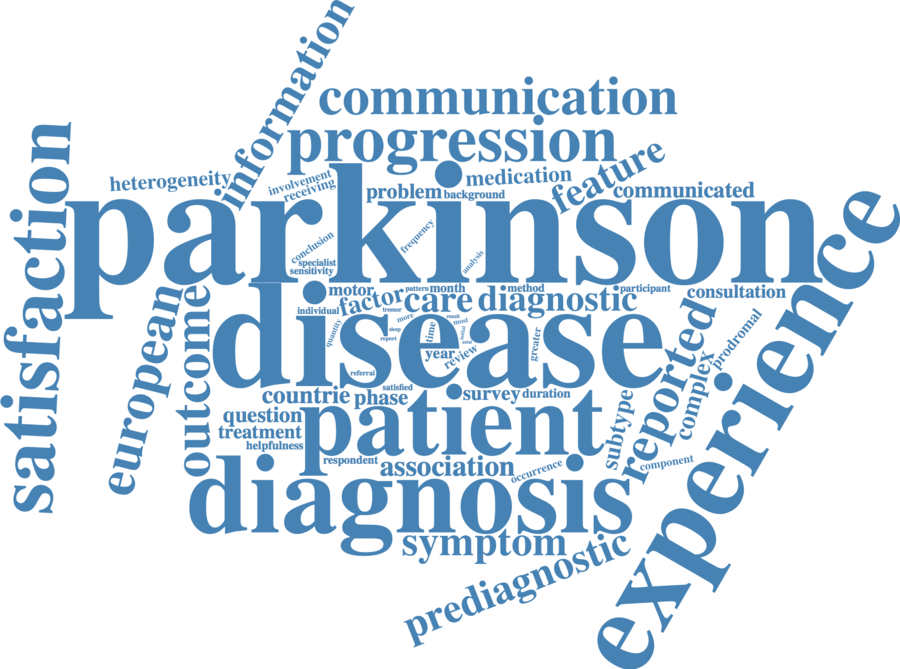 information
communication
progression
satisfaction
heterogeneity
involvement
receiving
problem
background
medication
feature
communicated
parkinson
conclusion
specialist
sensitivity
frequency
analysis
experience
european
outcome
individual
motor
pattern
month
method
participant
consultation
factor
care
diagnostic
tremor
more
result
most
time
initial
quantity
sleep
report
disease
year
review
greater
reported
complex
prodromal
referral
satisfied
countrie
phase
survey
duration
subtype
question
treatment
helpfulness
patient
respondent
association
occurrence
component
diagnosis
symptom
prediagnostic